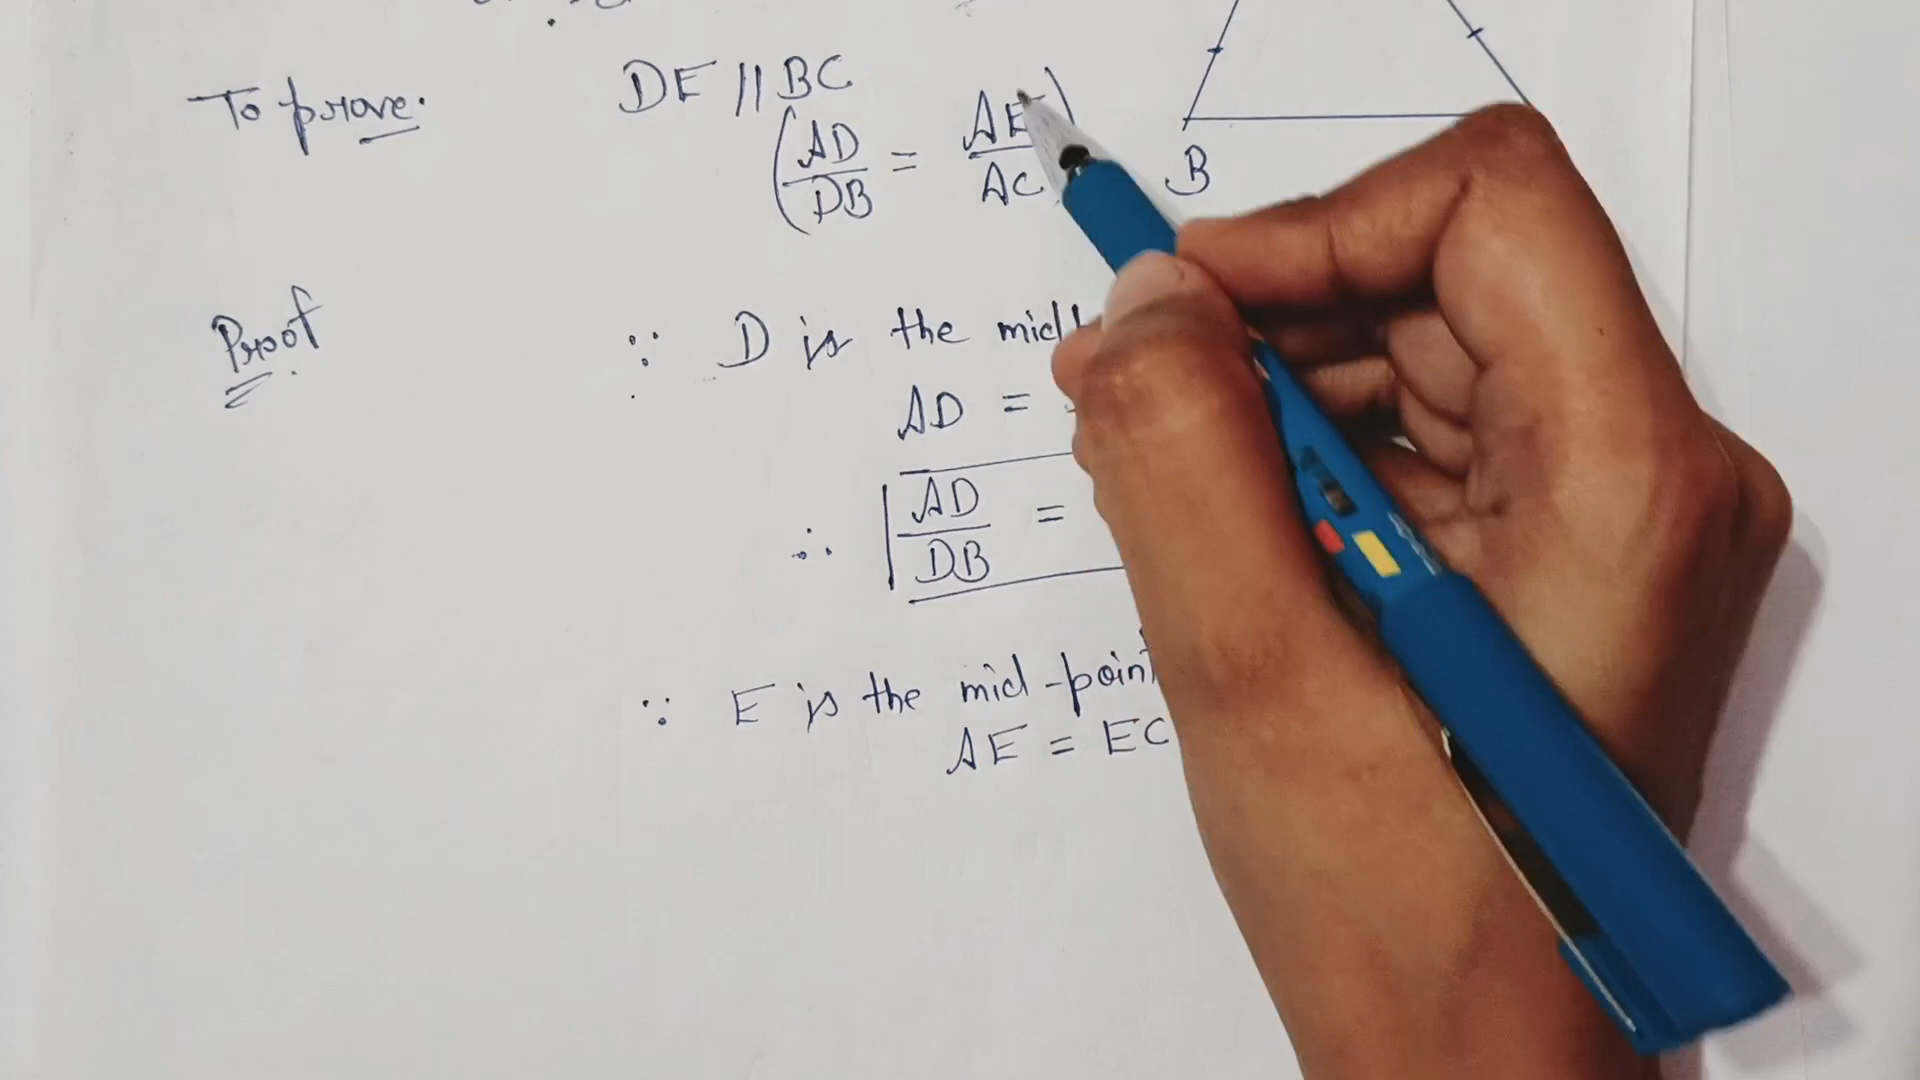 To prove. DE || BC
(AD/DB = AE/AC)
B
Proof ∵ D is the mid
AD =
∴ AD/DB =
∵ E is the mid-point
AE = EC